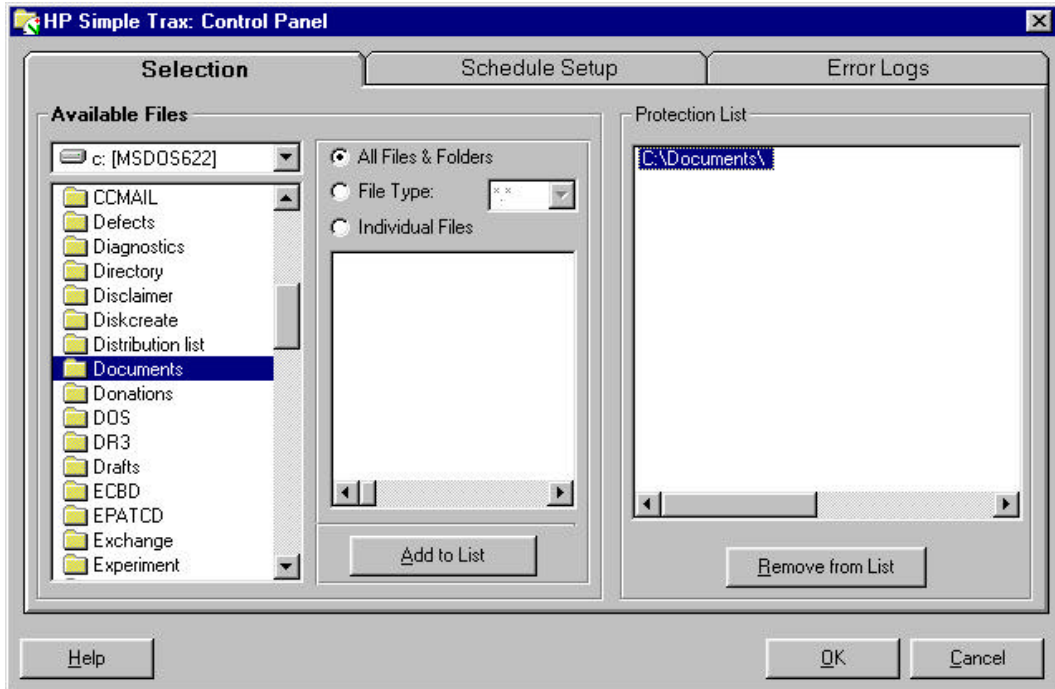 HP Simple Trax: Control Panel
Selection
Schedule Setup
Error Logs
Available Files
c: [MSDOS622]
CCMAIL
Defects
Diagnostics
Directory
Disclaimer
Diskcreate
Distribution list
Documents
Donations
DOS
DR3
Drafts
ECBD
EPATCD
Exchange
Experiment
All Files & Folders
File Type:
*.*
Individual Files
Add to List
Protection List
C:\Documents\
Remove from List
Help
OK
Cancel